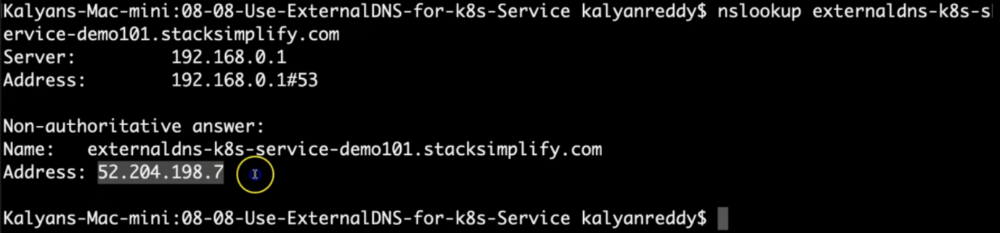 Kalyans-Mac-mini:08-08-Use-ExternalDNS-for-k8s-Service kalyanreddy$ nslookup externaldns-k8s-s
ervice-demo101.stacksimplify.com
Server:		192.168.0.1
Address:	192.168.0.1#53

Non-authoritative answer:
Name:	externaldns-k8s-service-demo101.stacksimplify.com
Address: 52.204.198.7

Kalyans-Mac-mini:08-08-Use-ExternalDNS-for-k8s-Service kalyanreddy$